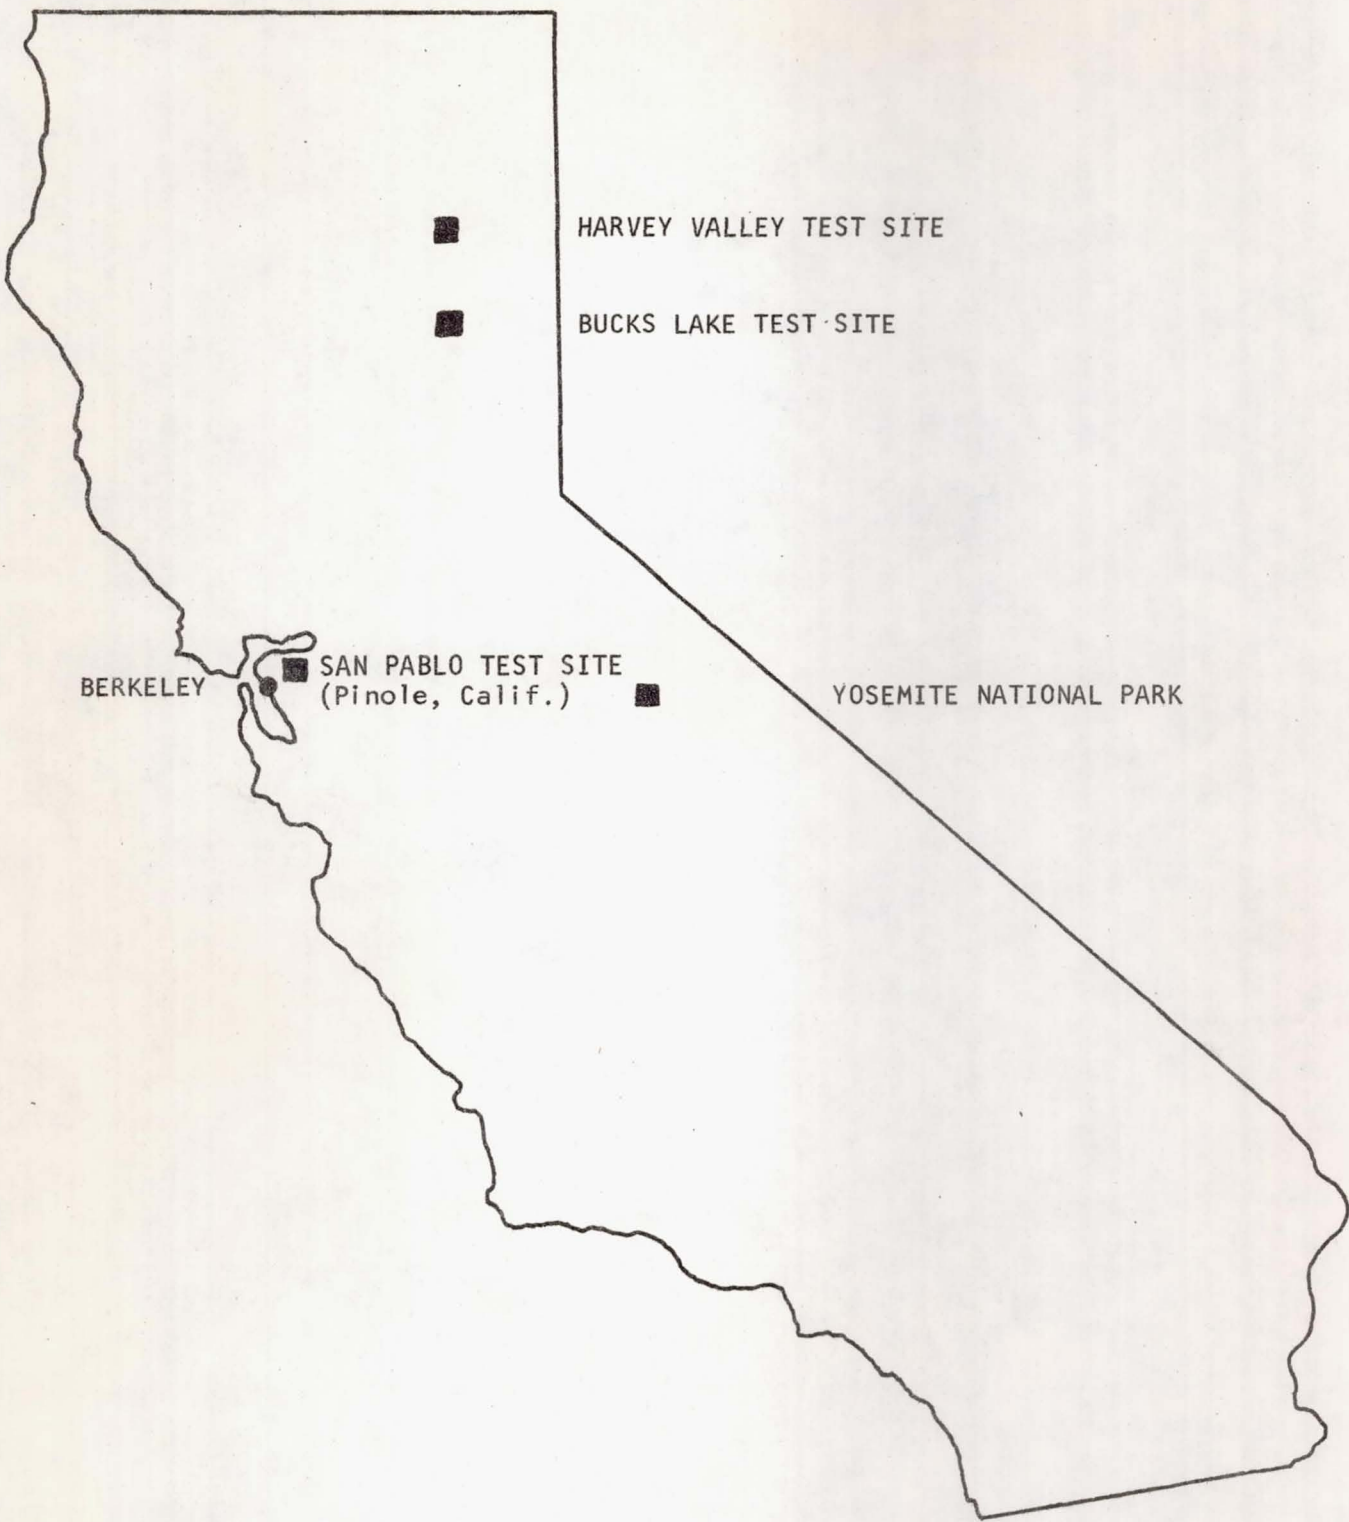 HARVEY VALLEY TEST SITE
BUCKS LAKE TEST SITE
SAN PABLO TEST SITE
(Pinole, Calif.)
BERKELEY
YOSEMITE NATIONAL PARK